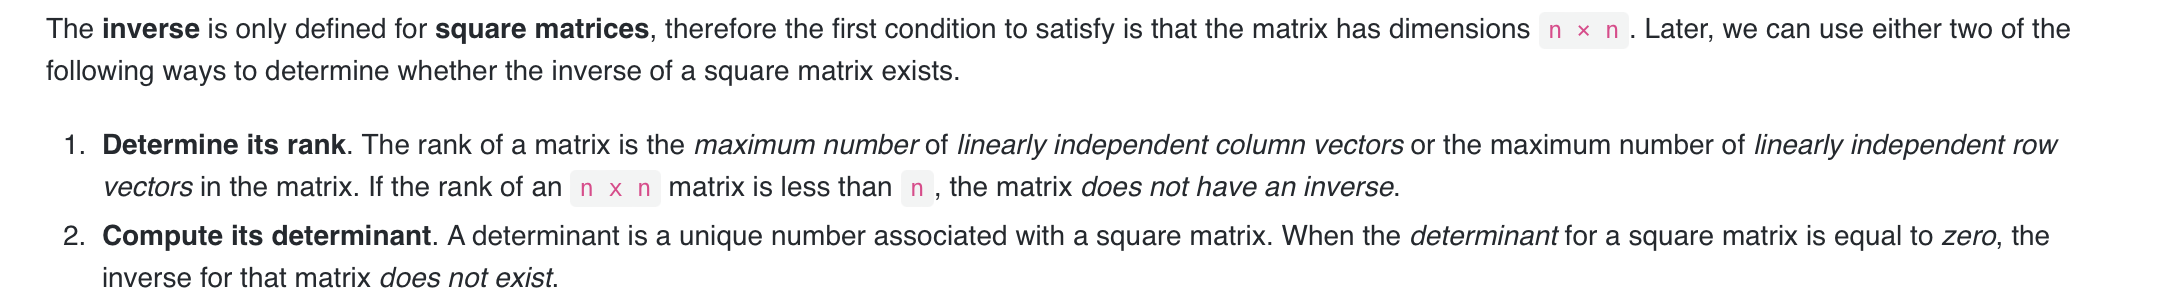 The inverse is only defined for square matrices, therefore the first condition to satisfy is that the matrix has dimensions n × n. Later, we can use either two of the
following ways to determine whether the inverse of a square matrix exists.
1. Determine its rank. The rank of a matrix is the maximum number of linearly independent column vectors or the maximum number of linearly independent row
vectors in the matrix. If the rank of an n x n matrix is less than n, the matrix does not have an inverse.
2. Compute its determinant. A determinant is a unique number associated with a square matrix. When the determinant for a square matrix is equal to zero, the
inverse for that matrix does not exist.